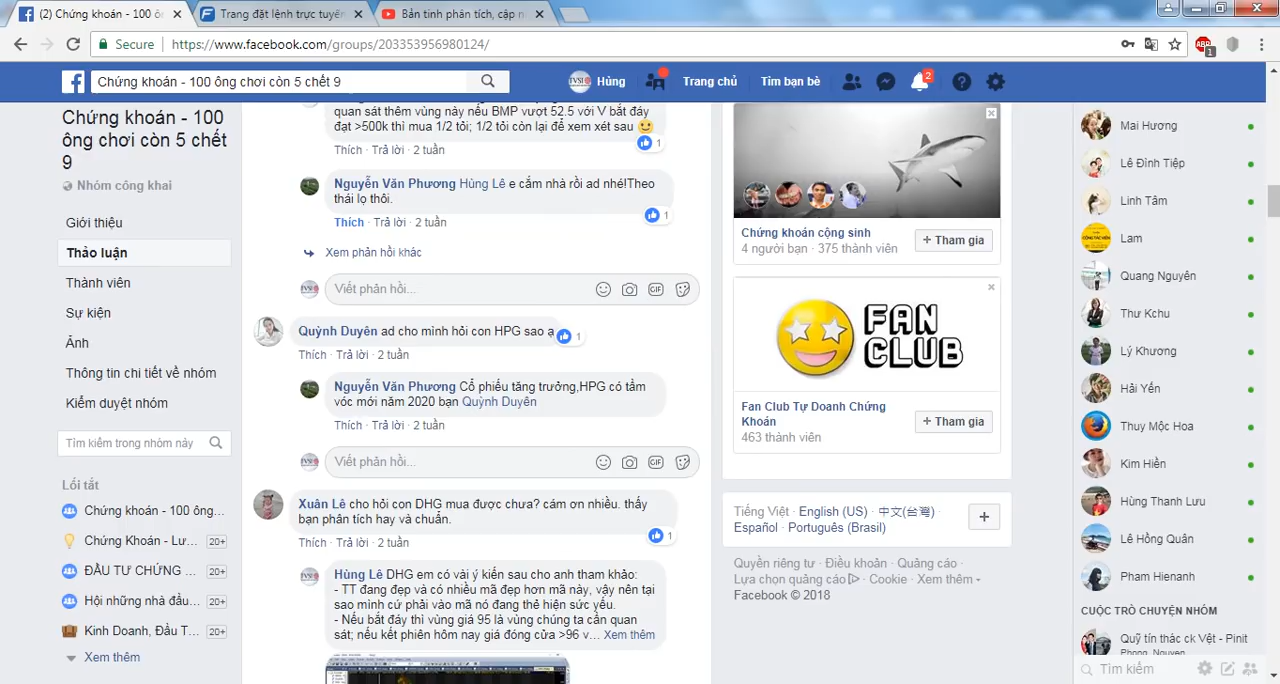 (2) Chứng khoán - 100 ô
Trang đặt lệnh trực tuyến
Bản tin phân tích, cập n
Secure
https://www.facebook.com/groups/203353956980124/
ABP
1
Chứng khoán - 100 ông chơi còn 5 chết 9
Hùng
Trang chủ
Tìm bạn bè
2
Chứng khoán - 100
ông chơi còn 5 chết
9
Nhóm công khai
Giới thiệu
Thảo luận
Thành viên
Sự kiện
Ảnh
Thông tin chi tiết về nhóm
Kiểm duyệt nhóm
Tìm kiếm trong nhóm này
Lối tắt
Chứng khoán - 100 ông...
Chứng Khoán - Lư... 20+
ĐẦU TƯ CHỨNG ... 20+
Hội những nhà đầu... 20+
Kinh Doanh, Đầu T... 20+
Xem thêm
quan sát thêm vùng này nếu BMP vượt 52.5 với V bắt đáy
đạt >500k thì mua 1/2 tôi; 1/2 tôi còn lại để xem xét sau
1
Thích · Trả lời · 2 tuần
Nguyễn Văn Phương Hùng Lê e cắm nhà rồi ad nhé!Theo
thái lọ thôi.
1
Thích · Trả lời · 2 tuần
Xem phản hồi khác
Viết phản hồi...
GIF
Quỳnh Duyên ad cho mình hỏi con HPG sao ạ
1
Thích · Trả lời · 2 tuần
Nguyễn Văn Phương Cổ phiếu tăng trưởng,HPG có tầm
vóc mới năm 2020 bạn Quỳnh Duyên
Thích · Trả lời · 2 tuần
Viết phản hồi...
GIF
Xuân Lê cho hỏi con DHG mua được chưa? cám ơn nhiều. thấy
bạn phân tích hay và chuẩn.
1
Thích · Trả lời · 2 tuần
Hùng Lê DHG em có vài ý kiến sau cho anh tham khảo:
- TT đang đẹp và có nhiều mã đẹp hơn mã này, vậy nên tại
sao mình cứ phải vào mã nó đang thể hiện sức yếu.
- Nếu bắt đáy thì vùng giá 95 là vùng chúng ta cần quan
sát; nếu kết phiên hôm nay giá đóng cửa >96 v... Xem thêm
Chứng khoán cộng sinh
4 người bạn · 375 thành viên
+ Tham gia
FAN
CLUB
Fan Club Tự Doanh Chứng
Khoán
463 thành viên
+ Tham gia
Tiếng Việt · English (US) · 中文(台灣) ·
Español · Português (Brasil)
Quyền riêng tư · Điều khoản · Quảng cáo ·
Lựa chọn quảng cáo · Cookie · Xem thêm
Facebook © 2018
Mai Hương
Lê Đình Tiệp
Linh Tâm
Lam
Quang Nguyên
Thư Kchu
Lý Khương
Hải Yến
Thuy Mộc Hoa
Kim Hiền
Hùng Thanh Lưu
Lê Hồng Quân
Pham Hienanh
CUỘC TRÒ CHUYỆN NHÓM
Quỹ tín thác ck Vệt - Pinit
Phong, Nguyen
Tìm kiếm